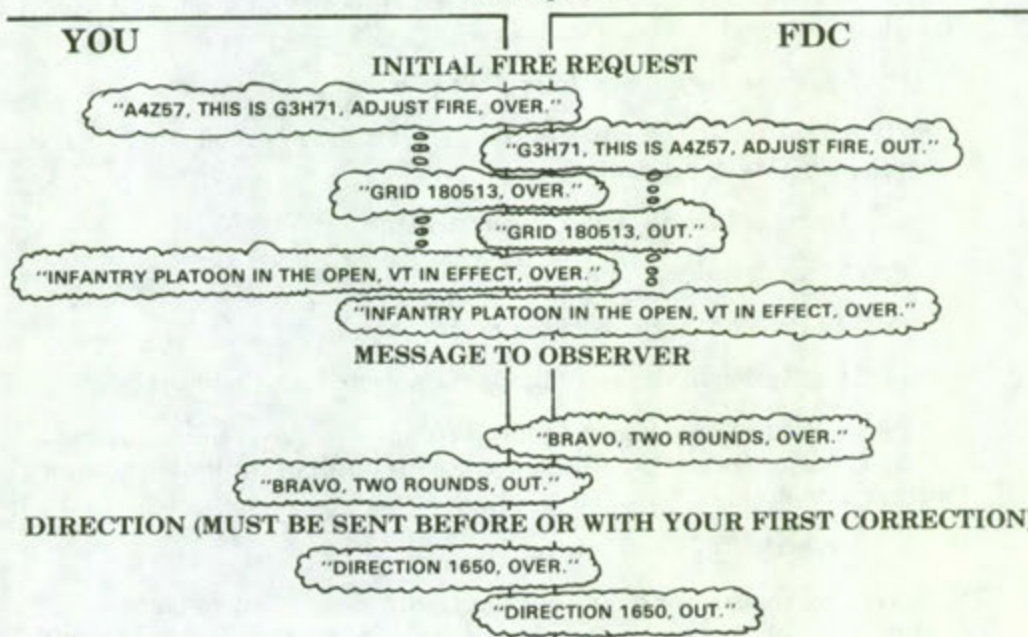 YOU
FDC
INITIAL FIRE REQUEST
"A4Z57, THIS IS G3H71, ADJUST FIRE, OVER."
"G3H71, THIS IS A4Z57, ADJUST FIRE, OUT."
"GRID 180513, OVER."
"GRID 180513, OUT."
"INFANTRY PLATOON IN THE OPEN, VT IN EFFECT, OVER."
"INFANTRY PLATOON IN THE OPEN, VT IN EFFECT, OVER."
MESSAGE TO OBSERVER
"BRAVO, TWO ROUNDS, OVER."
"BRAVO, TWO ROUNDS, OUT."
DIRECTION (MUST BE SENT BEFORE OR WITH YOUR FIRST CORRECTION)
"DIRECTION 1650, OVER."
"DIRECTION 1650, OUT."